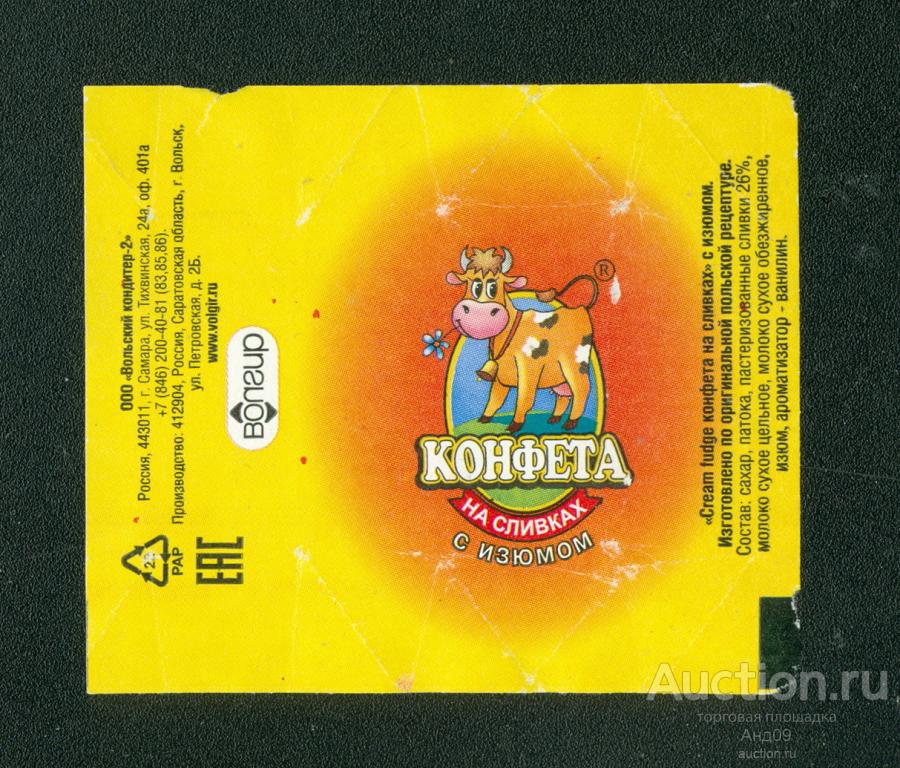 ООО «Вольский кондитер-2»
Россия, 443011, г. Самара, ул. Тихвинская, 24а, оф. 401а
+7 (846) 200-40-81 (83,85,86).
Производство: 412904, Россия, Саратовская область, г. Вольск,
ул. Петровская, д. 2Б.
www.volgir.ru
PAP
ЕАС
волгир
®
КОНФЕТА
НА СЛИВКАХ
С ИЗЮМОМ
«Cream fudge конфета на сливках» с изюмом.
Изготовлено по оригинальной польской рецептуре.
Состав: сахар, патока, пастеризованные сливки 26%,
молоко сухое цельное, молоко сухое обезжиренное,
изюм, ароматизатор - ванилин.
Auction.ru
торговая площадка
Анд09
auction.ru